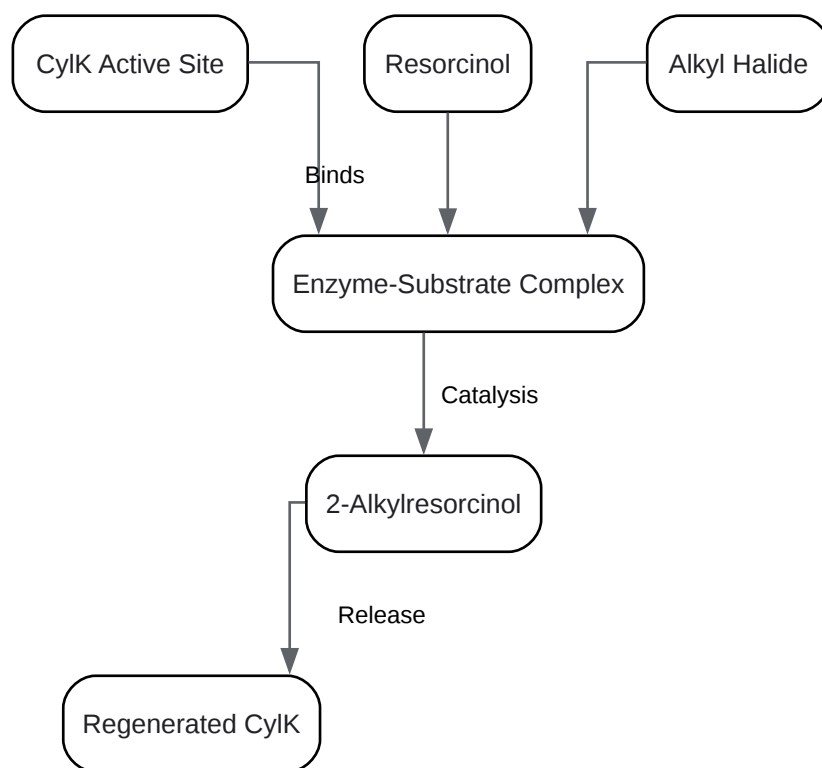 CylK Active Site
Resorcinol
Alkyl Halide
Binds
Enzyme-Substrate Complex
Catalysis
2-Alkylresorcinol
Release
Regenerated CylK